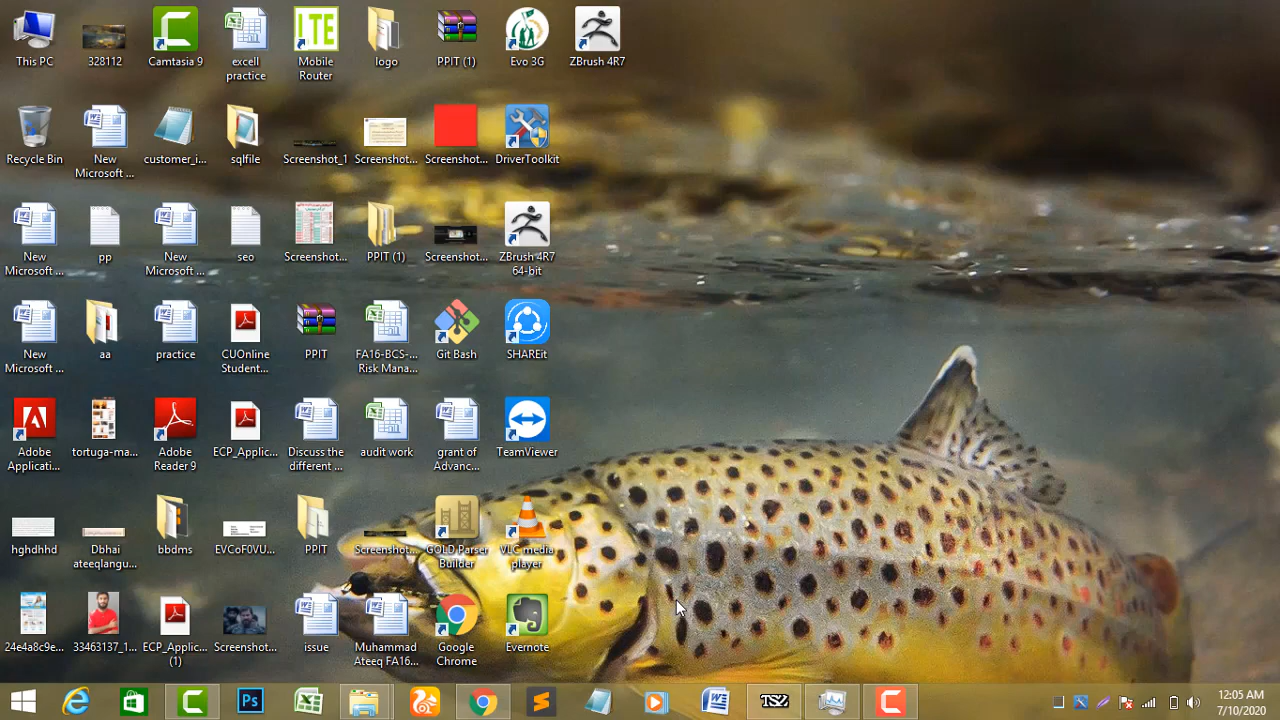 This PC
328112
Camtasia 9
excell
practice
LTE
Mobile
Router
logo
PPIT (1)
Evo 3G
ZBrush 4R7
Recycle Bin
New
Microsoft ...
customer_i...
sqlfile
Screenshot_1
Screenshot...
Screenshot...
DriverToolkit
New
Microsoft ...
pp
New
Microsoft ...
seo
Screenshot...
PPIT (1)
Screenshot...
ZBrush 4R7
64-bit
New
Microsoft ...
aa
practice
CUOnline
Student...
PPIT
FA16-BCS-...
Risk Mana...
Git Bash
SHAREit
Adobe
Applicati...
tortuga-ma...
Adobe
Reader 9
ECP_Applic...
Discuss the
different ...
audit work
grant of
Advanc...
TeamViewer
hghdhhd
Dbhai
ateeqlangu...
bbdms
EVCoF0VU...
PPIT
Screenshot...
GOLD Parser
Builder
VLC media
player
24e4a8c9e...
33463137_1...
ECP_Applic...
(1)
Screenshot...
issue
Muhammad
Ateeq FA16...
Google
Chrome
Evernote
Ps
TS2
12:05 AM
7/10/2020